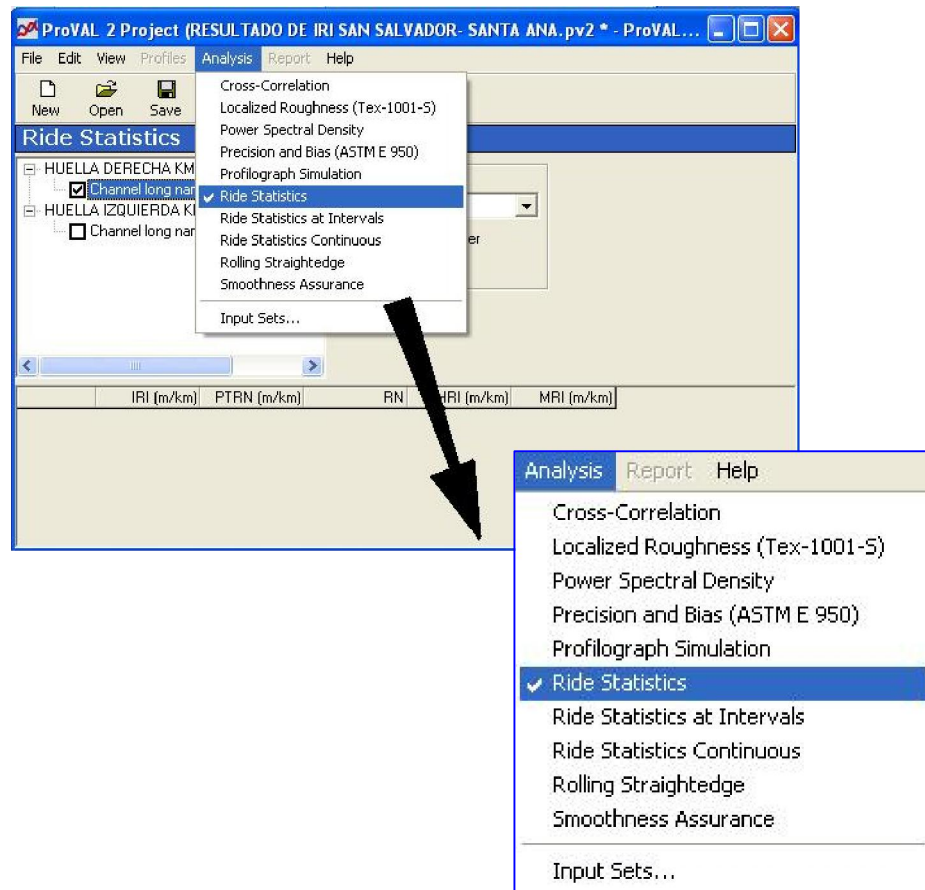 ProVAL 2 Project (RESULTADO DE IRI SAN SALVADOR- SANTA ANA.pv2 * - ProVAL...
File Edit View Profiles Analysis Report Help
New Open Save
Ride Statistics
HUELLA DERECHA KM
Channel long nar
HUELLA IZQUIERDA KI
Channel long nar
Cross-Correlation
Localized Roughness (Tex-1001-S)
Power Spectral Density
Precision and Bias (ASTM E 950)
Profilograph Simulation
Ride Statistics
Ride Statistics at Intervals
Ride Statistics Continuous
Rolling Straightedge
Smoothness Assurance
Input Sets...
er
IRI (m/km) PTRN (m/km) RN HRI (m/km) MRI (m/km)
Analysis Report Help
Cross-Correlation
Localized Roughness (Tex-1001-S)
Power Spectral Density
Precision and Bias (ASTM E 950)
Profilograph Simulation
Ride Statistics
Ride Statistics at Intervals
Ride Statistics Continuous
Rolling Straightedge
Smoothness Assurance
Input Sets...